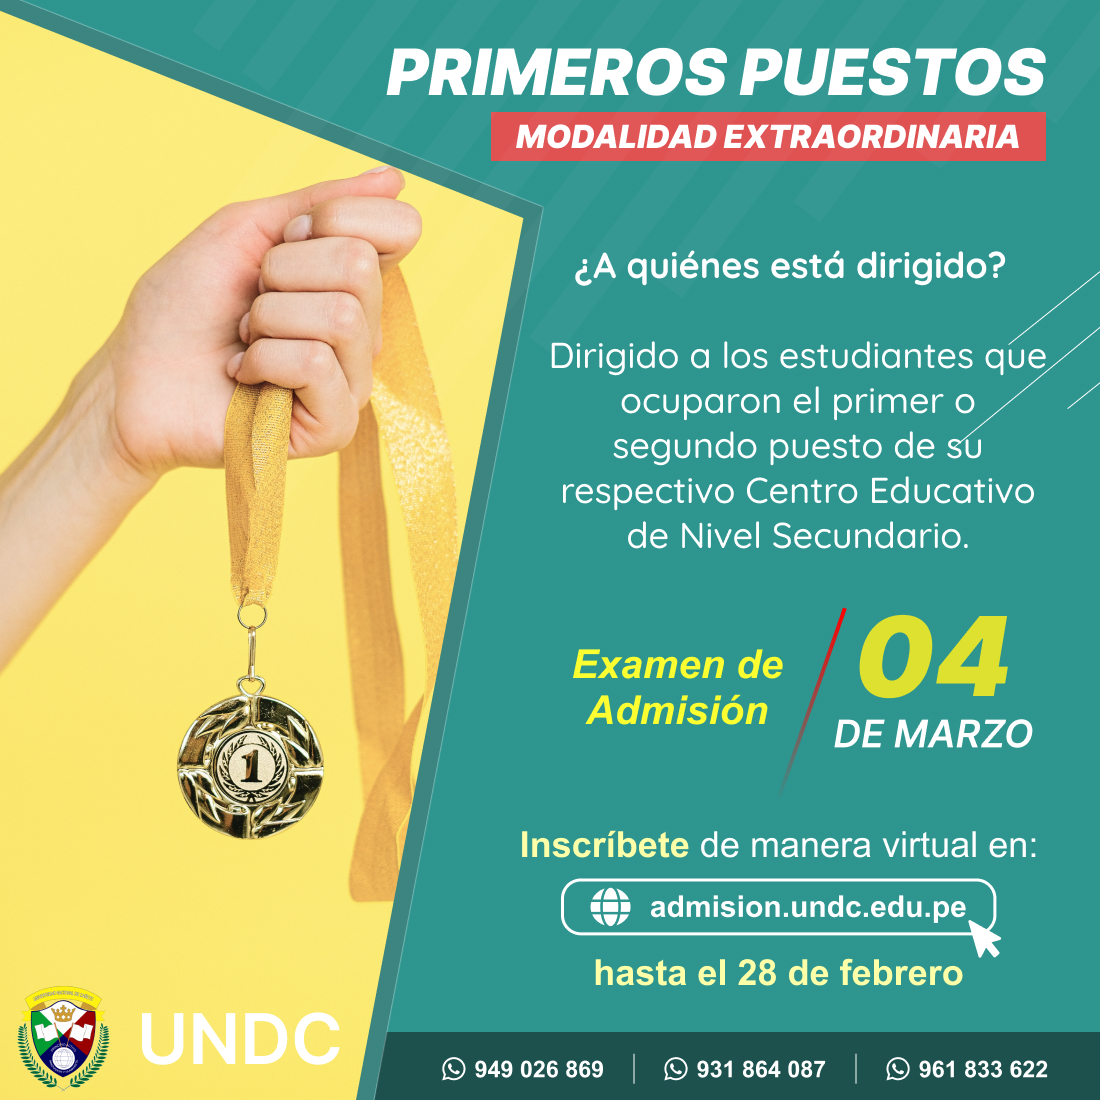 PRIMEROS PUESTOS
MODALIDAD EXTRAORDINARIA
¿A quiénes está dirigido?
Dirigido a los estudiantes que
ocuparon el primer o
segundo puesto de su
respectivo Centro Educativo
de Nivel Secundario.
Examen de
Admisión
04
DE MARZO
Inscríbete de manera virtual en:
admision.undc.edu.pe
hasta el 28 de febrero
1
UNDC
949 026 869
931 864 087
961 833 622